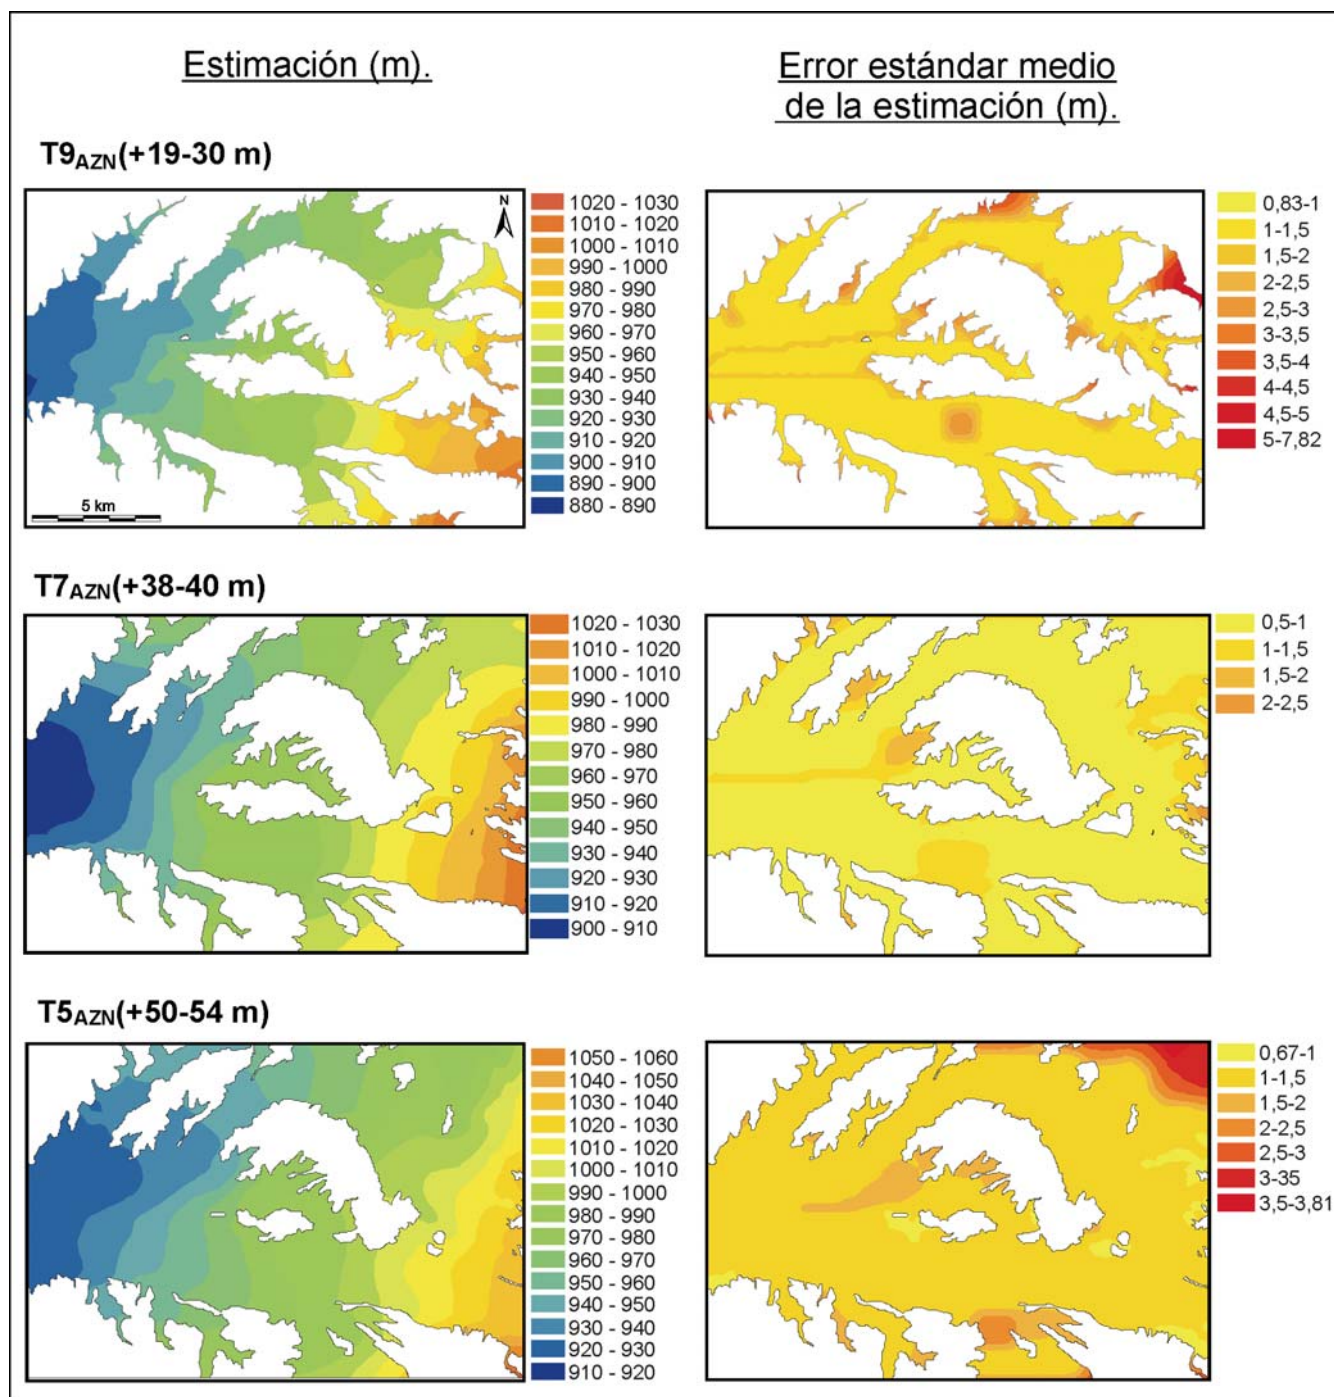 Estimación (m).
Error estándar medio
de la estimación (m).
T9AZN(+19-30 m)
N
5 km
1020 - 1030
1010 - 1020
1000 - 1010
990 - 1000
980 - 990
970 - 980
960 - 970
950 - 960
940 - 950
930 - 940
920 - 930
910 - 920
900 - 910
890 - 900
880 - 890
0,83-1
1-1,5
1,5-2
2-2,5
2,5-3
3-3,5
3,5-4
4-4,5
4,5-5
5-7,82
T7AZN(+38-40 m)
1020 - 1030
1010 - 1020
1000 - 1010
990 - 1000
980 - 990
970 - 980
960 - 970
950 - 960
940 - 950
930 - 940
920 - 930
910 - 920
900 - 910
0,5-1
1-1,5
1,5-2
2-2,5
T5AZN(+50-54 m)
1050 - 1060
1040 - 1050
1030 - 1040
1020 - 1030
1010 - 1020
1000 - 1010
990 - 1000
980 - 990
970 - 980
960 - 970
950 - 960
940 - 950
930 - 940
920 - 930
910 - 920
0,67-1
1-1,5
1,5-2
2-2,5
2,5-3
3-35
3,5-3,81